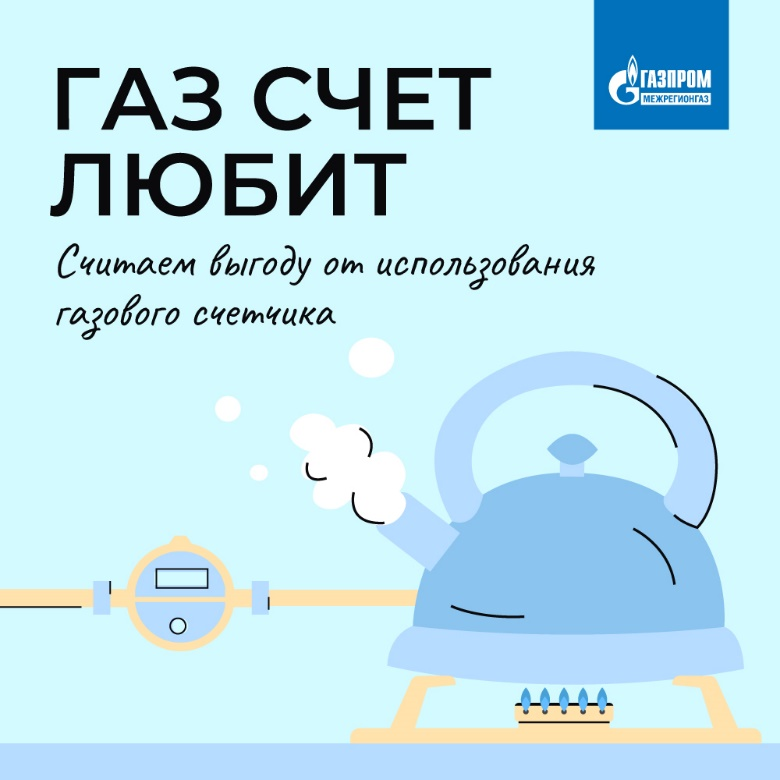 ГАЗ СЧЕТ
ЛЮБИТ
Считаем выгоду от использования
газового счетчика
ГАЗПРОМ
МЕЖРЕГИОНГАЗ